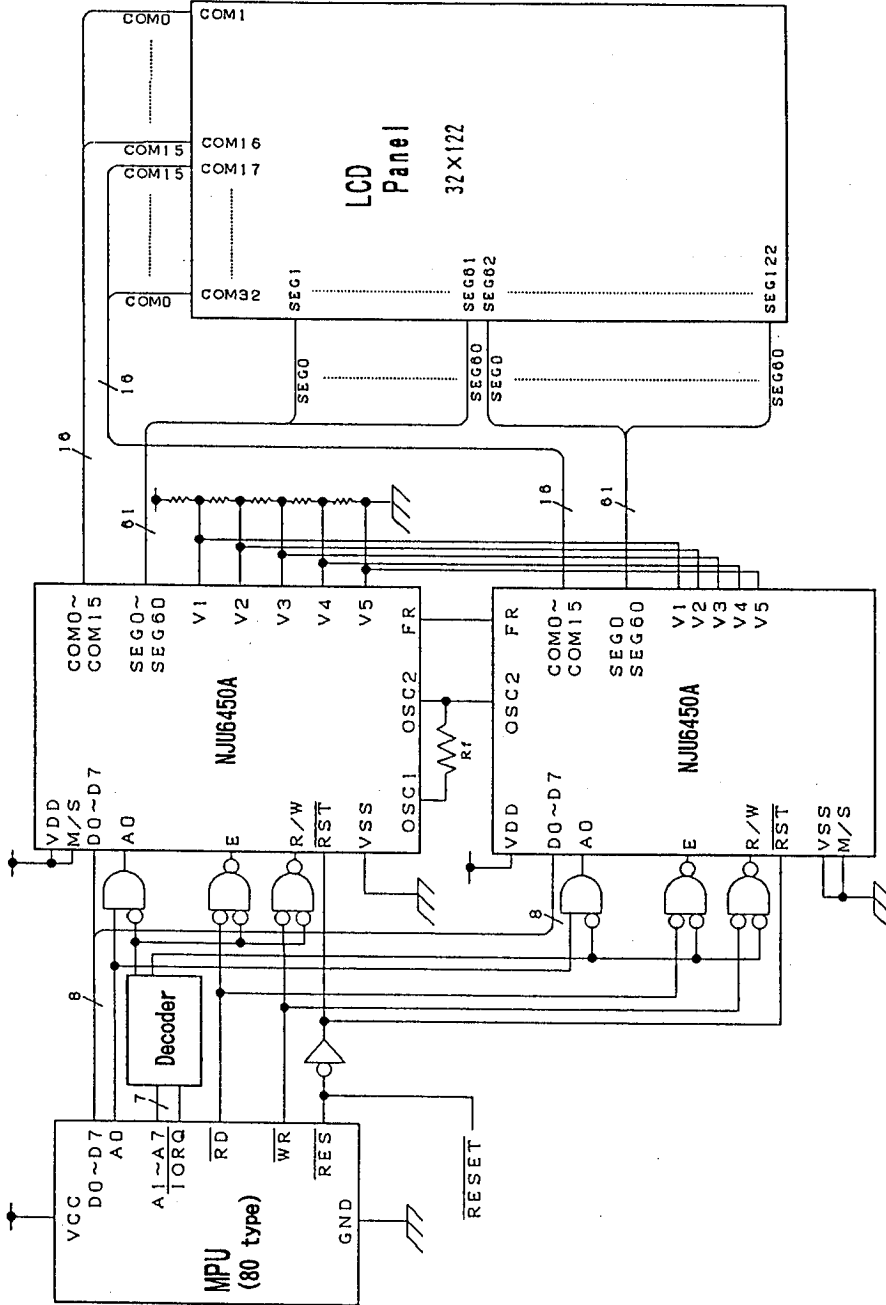 MPU
(80 type)
VCC
D0~D7
A0
A1~A7
IORQ
RD
WR
RES
GND
RESET
7
Decoder
8
8
VDD
M/S
D0~D7
A0
E
R/W
RST
VSS
NJU6450A
COM0~
COM15
SEG0~
SEG60
V1
V2
V3
V4
V5
FR
OSC2
OSC1
Rf
VDD
D0~D7
A0
E
R/W
RST
VSS
M/S
NJU6450A
OSC2
FR
COM0~
COM15
SEG0
SEG60
V1
V2
V3
V4
V5
16
61
16
16
61
COM0
COM15
COM15
COM0
COM1
COM16
COM17
COM32
SEG0
SEG60
SEG0
SEG60
SEG1
SEG61
SEG62
SEG122
LCD
Panel
32×122